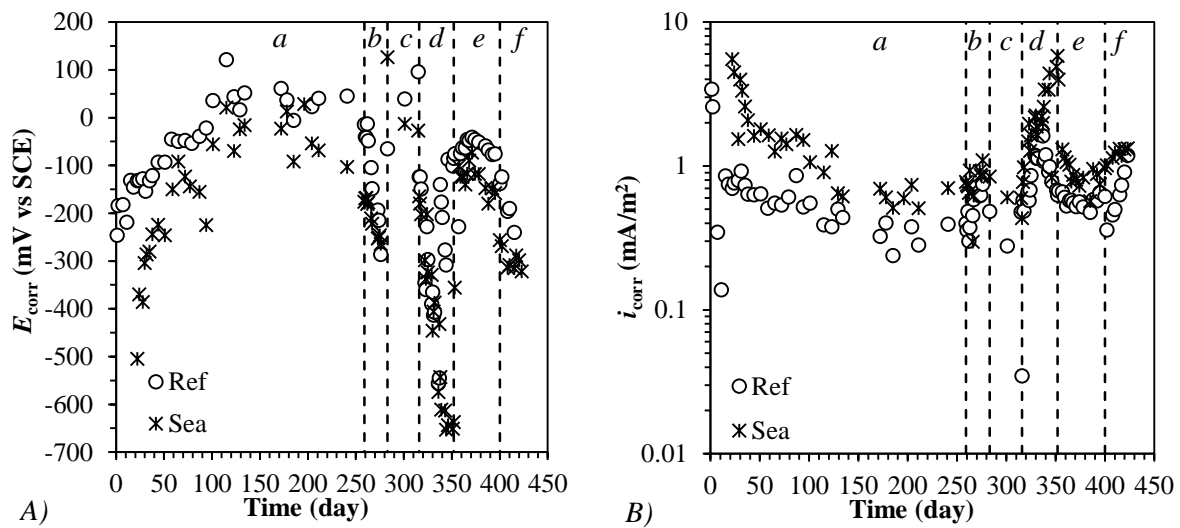 200
100
0
-100
-200
-300
-400
-500
-600
-700
E_corr (mV vs SCE)
a b c d e f
Ref
Sea
0 50 100 150 200 250 300 350 400 450
Time (day)
A)
10
1
0.1
0.01
i_corr (mA/m²)
a b c d e f
Ref
Sea
0 50 100 150 200 250 300 350 400 450
Time (day)
B)